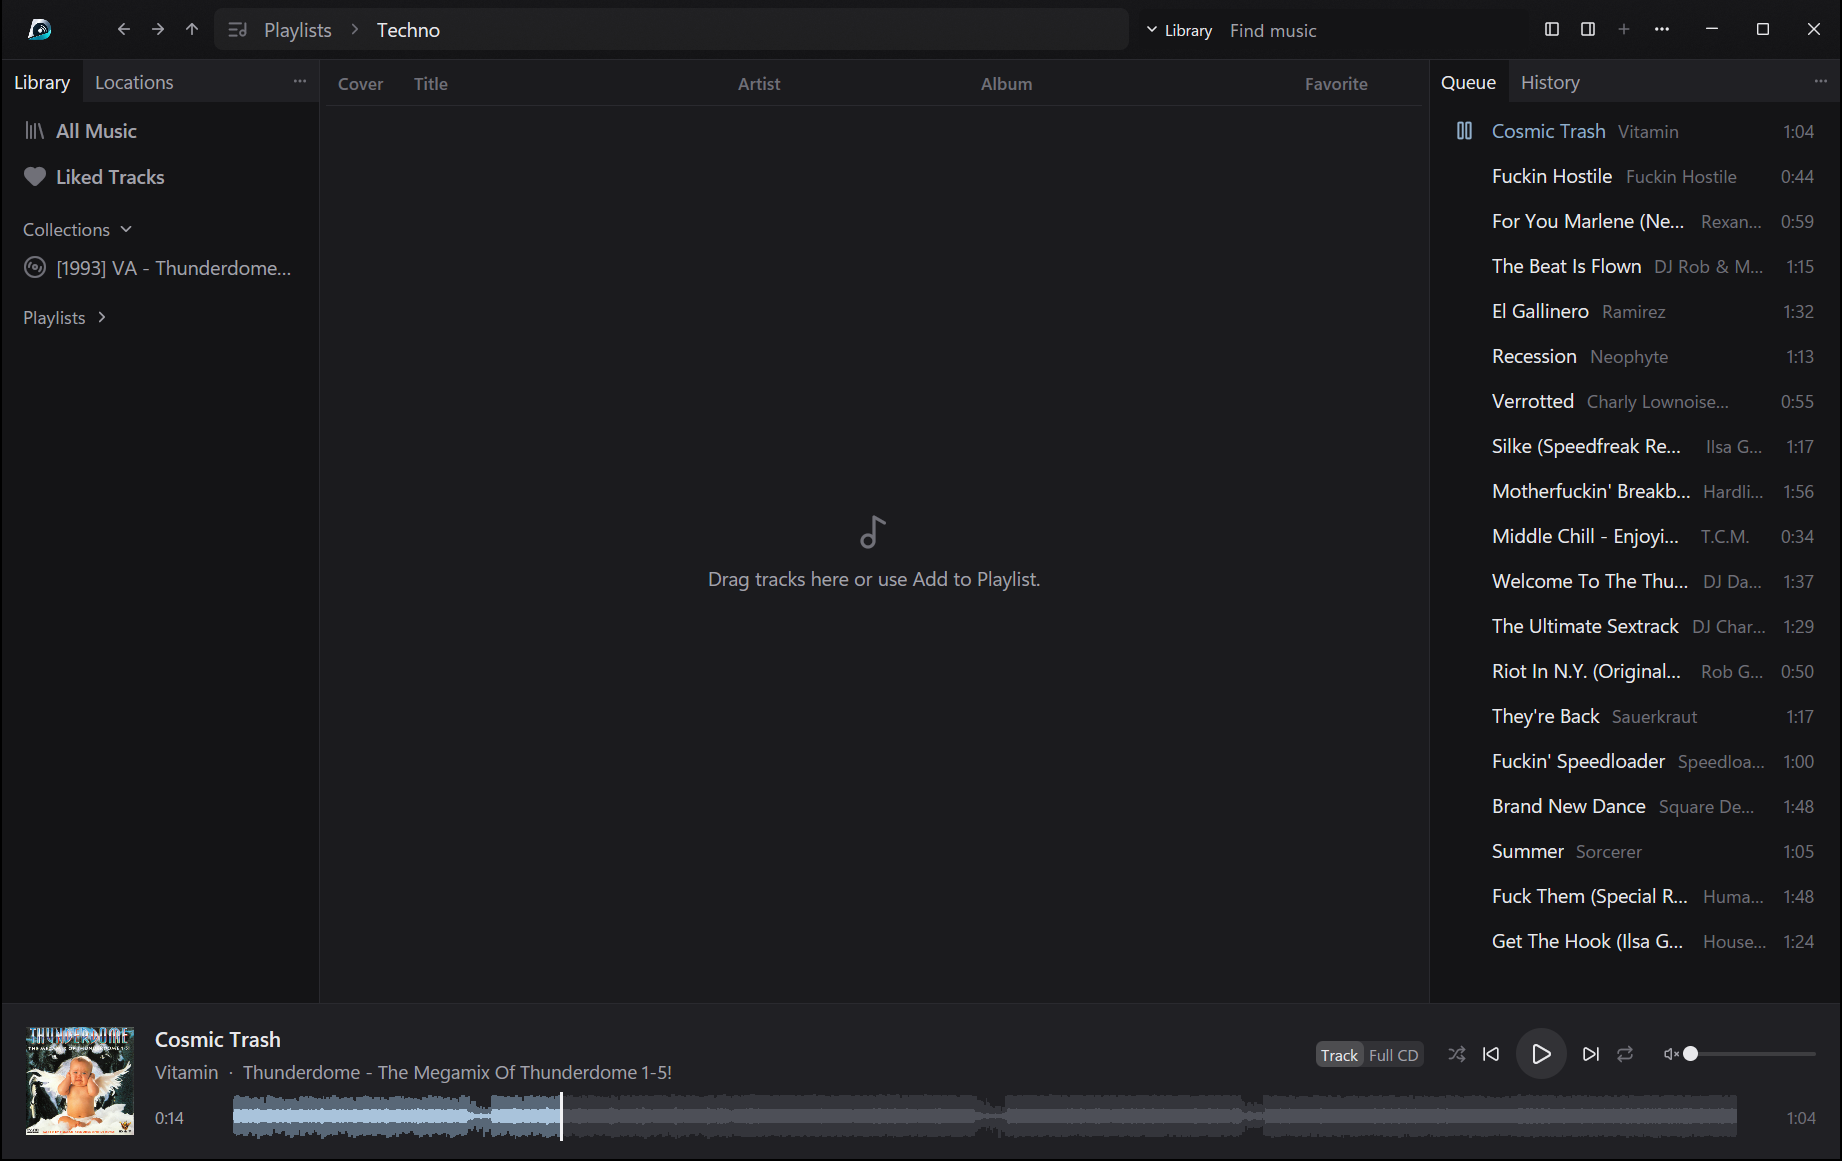 Playlists > Techno
Library Find music
Library Locations
Cover Title Artist Album Favorite
Queue History
All Music
Liked Tracks
Collections
[1993] VA - Thunderdome...
Playlists
Drag tracks here or use Add to Playlist.
Cosmic Trash Vitamin 1:04
Fuckin Hostile Fuckin Hostile 0:44
For You Marlene (Ne... Rexan... 0:59
The Beat Is Flown DJ Rob & M... 1:15
El Gallinero Ramirez 1:32
Recession Neophyte 1:13
Verrotted Charly Lownoise... 0:55
Silke (Speedfreak Re... Ilsa G... 1:17
Motherfuckin' Breakb... Hardli... 1:56
Middle Chill - Enjoyi... T.C.M. 0:34
Welcome To The Thu... DJ Da... 1:37
The Ultimate Sextrack DJ Char... 1:29
Riot In N.Y. (Original... Rob G... 0:50
They're Back Sauerkraut 1:17
Fuckin' Speedloader Speedloa... 1:00
Brand New Dance Square De... 1:48
Summer Sorcerer 1:05
Fuck Them (Special R... Huma... 1:48
Get The Hook (Ilsa G... House... 1:24
THUNDERDOME
THE MEGAMIX OF THUNDERDOME 1-5!
Cosmic Trash
Vitamin · Thunderdome - The Megamix Of Thunderdome 1-5!
0:14
Track Full CD
1:04